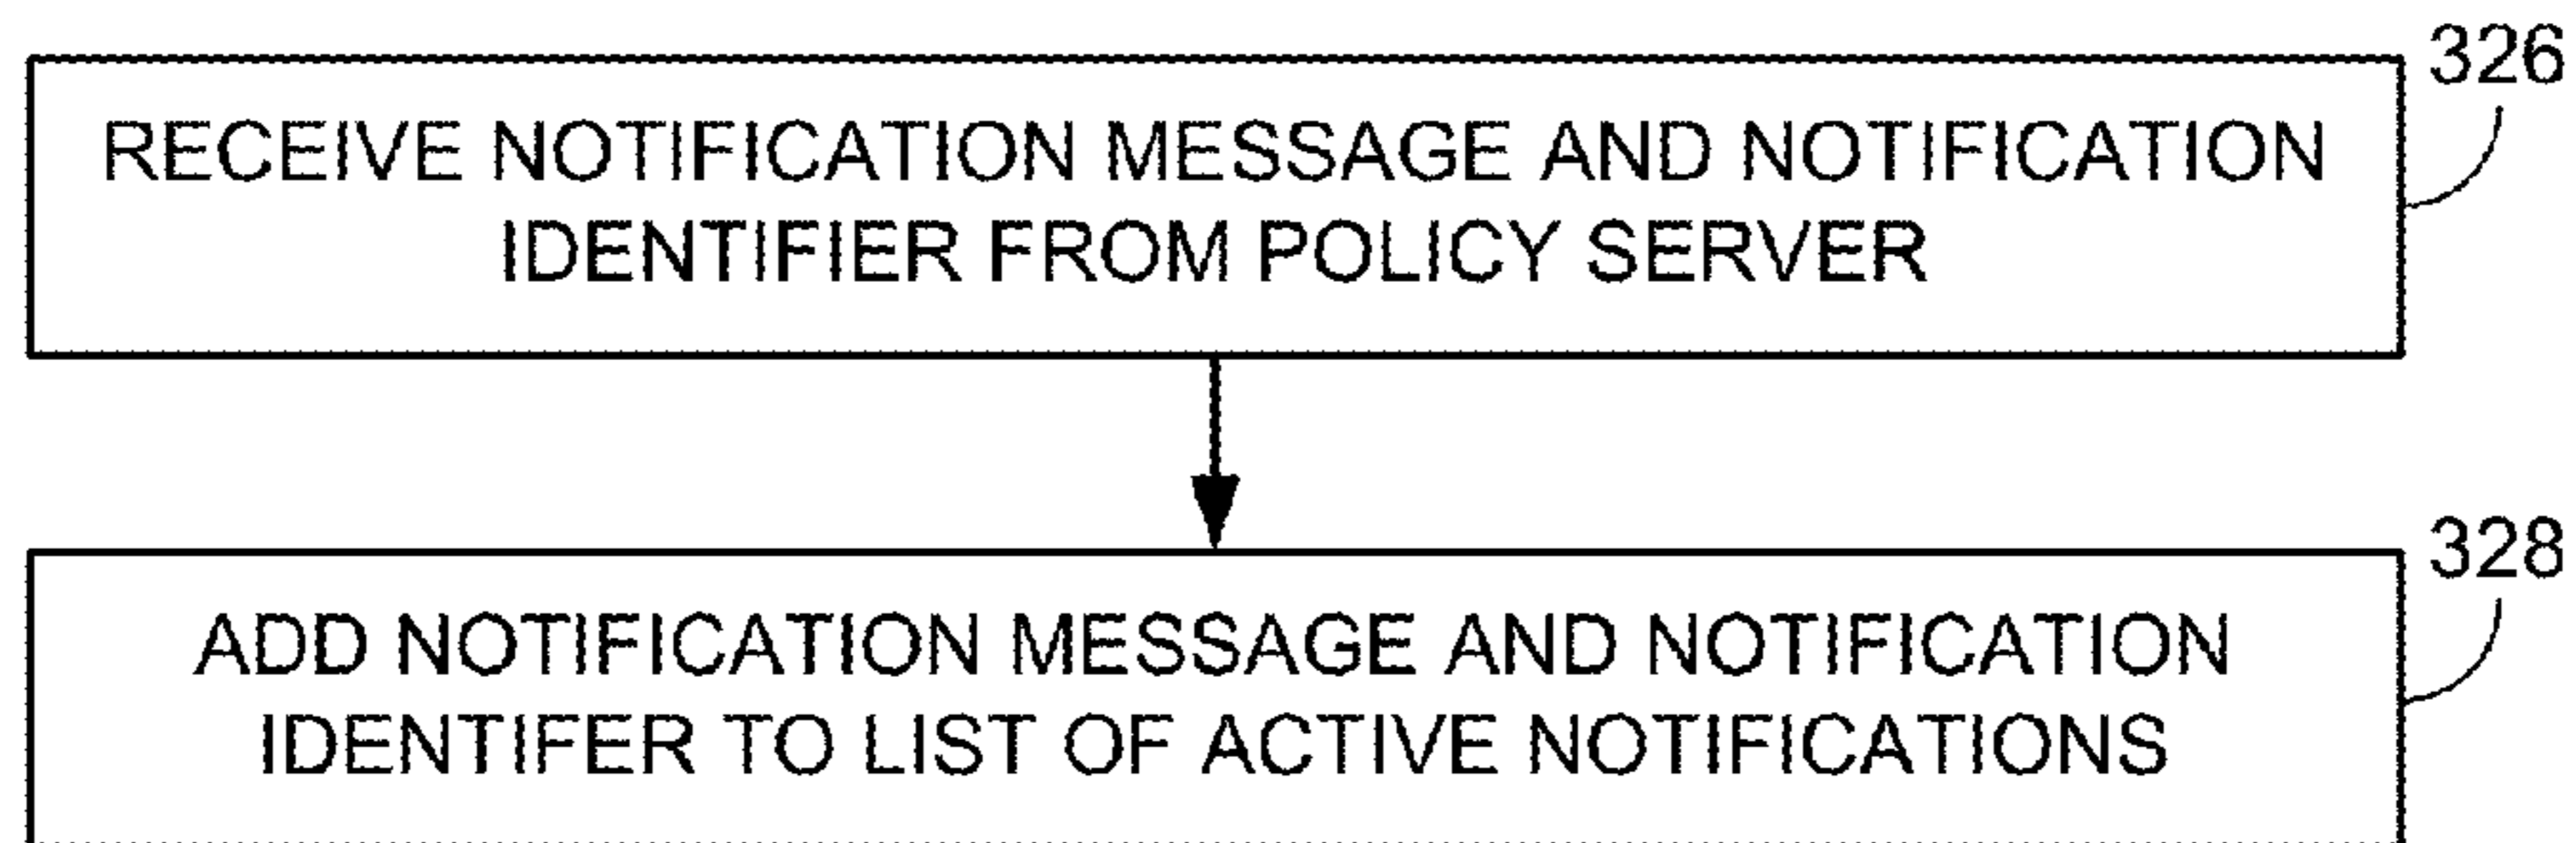 326
RECEIVE NOTIFICATION MESSAGE AND NOTIFICATION
IDENTIFIER FROM POLICY SERVER
328
ADD NOTIFICATION MESSAGE AND NOTIFICATION
IDENTIFER TO LIST OF ACTIVE NOTIFICATIONS